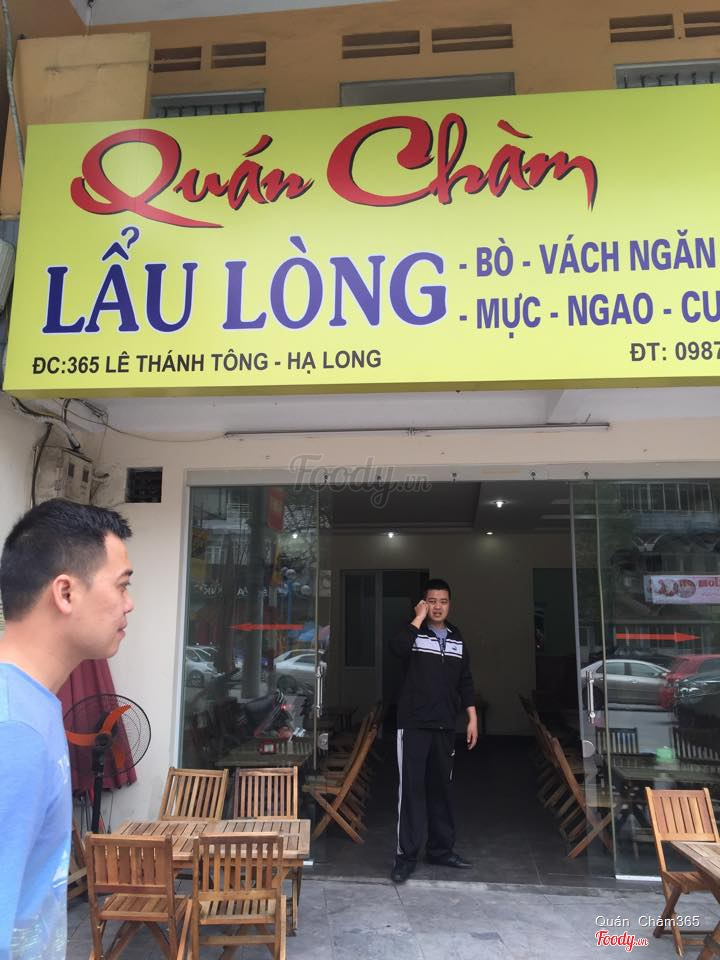 Quán Chàm
LẨU LÒNG
- BÒ - VÁCH NGĂN
- MỰC - NGAO - CU
ĐC:365 LÊ THÁNH TÔNG - HẠ LONG
ĐT: 0987
Foody.vn
Quán Chàm365
Foody.vn